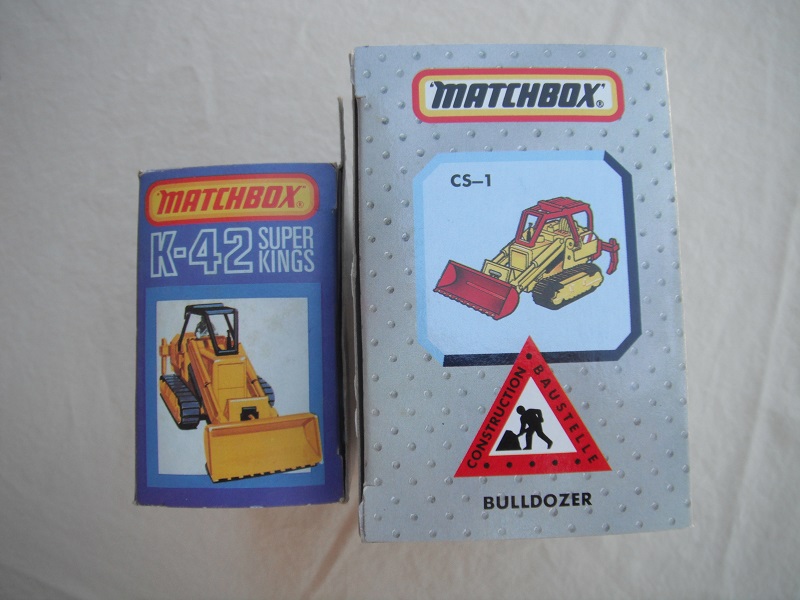 "MATCHBOX"®
K-42 SUPER KINGS
"MATCHBOX"®
CS-1
CONSTRUCTION BAUSTELLE
BULLDOZER